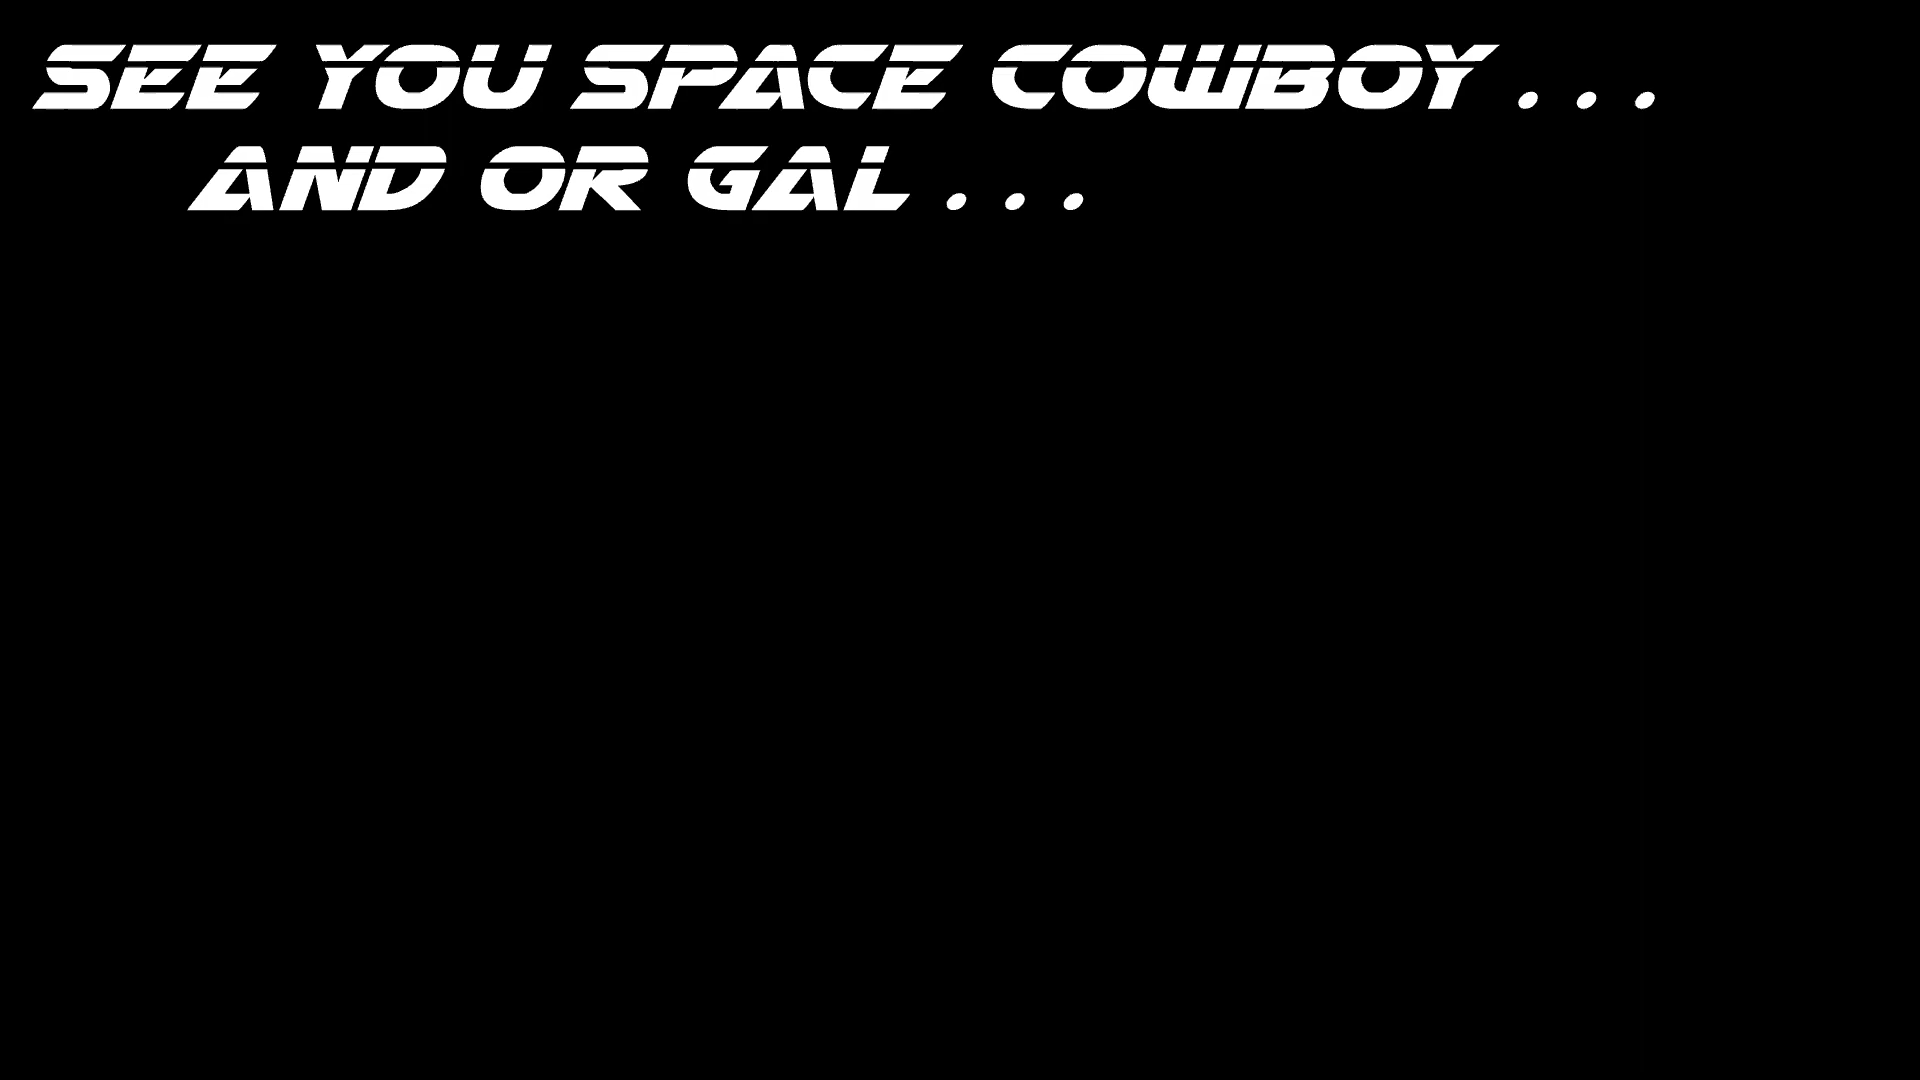 SEE YOU SPACE COWBOY . . .
AND OR GAL . . .